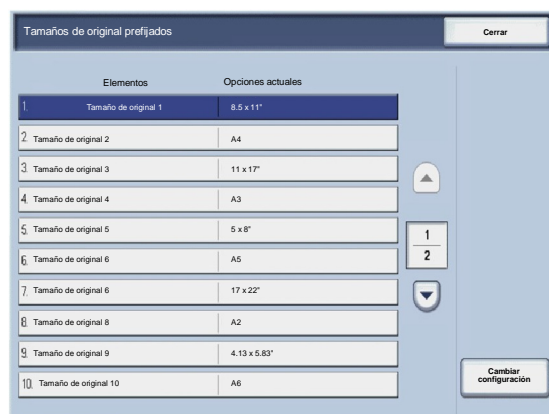 Tamaños de original prefijados
Cerrar
Elementos Opciones actuales
1. Tamaño de original 1 8.5 x 11"
2. Tamaño de original 2 A4
3. Tamaño de original 3 11 x 17"
4. Tamaño de original 4 A3
5. Tamaño de original 5 5 x 8"
6. Tamaño de original 6 A5
7. Tamaño de original 6 17 x 22"
8. Tamaño de original 8 A2
9. Tamaño de original 9 4.13 x 5.83"
10. Tamaño de original 10 A6
1
2
Cambiar
configuración